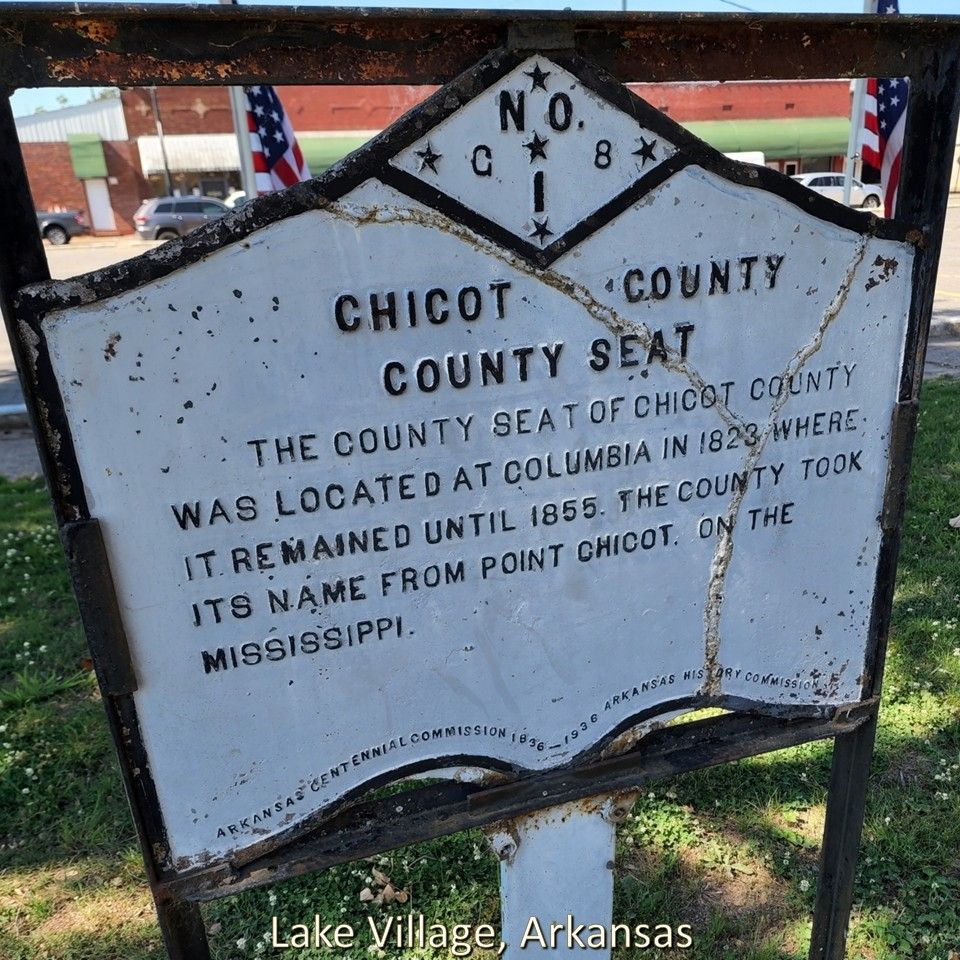 NO.
C 8
1
CHICOT COUNTY
COUNTY SEAT
THE COUNTY SEAT OF CHICOT COUNTY
WAS LOCATED AT COLUMBIA IN 1823 WHERE
IT REMAINED UNTIL 1855. THE COUNTY TOOK
ITS NAME FROM POINT CHICOT. ON THE
MISSISSIPPI.
ARKANSAS CENTENNIAL COMMISSION 1836-1936 ARKANSAS HISTORY COMMISSION
Lake Village, Arkansas